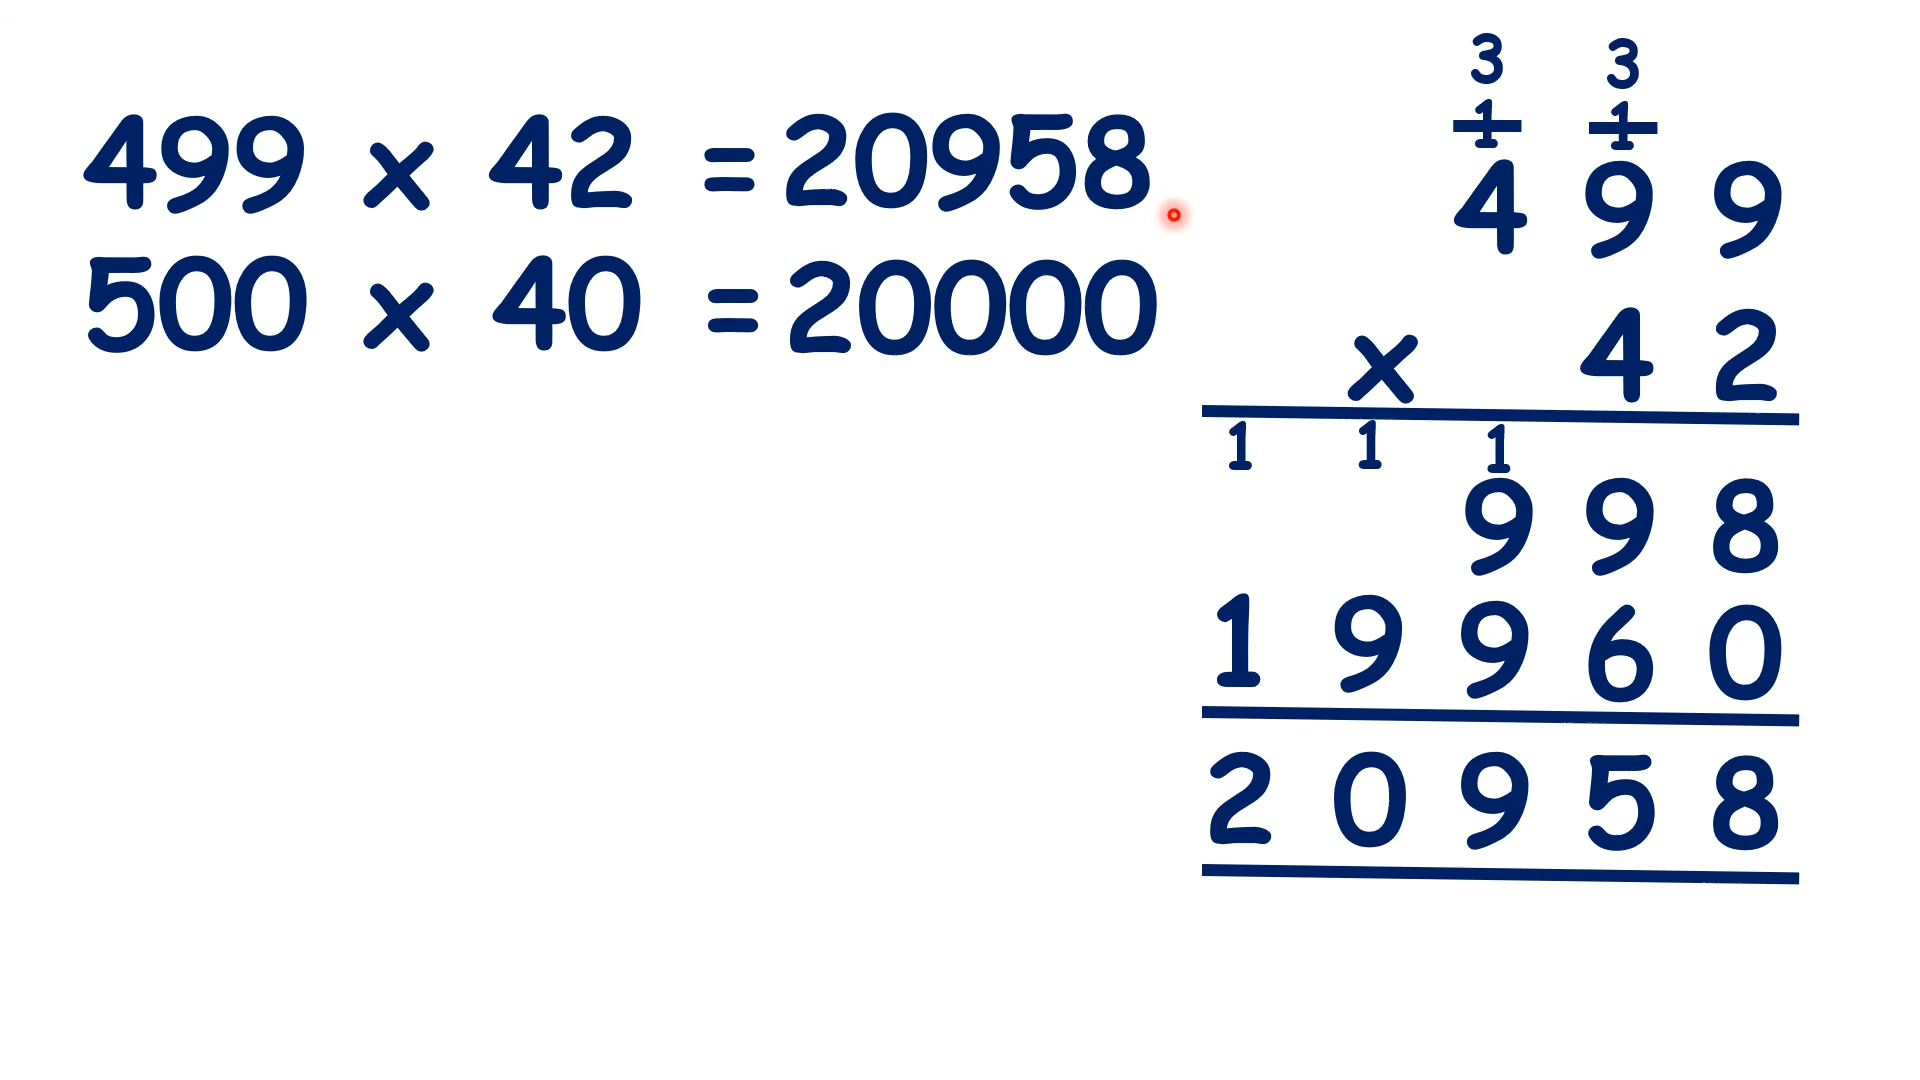 499 x 42 = 20958
500 x 40 = 20000
3 3
1 1
4 9 9
x 4 2
1 1 1
9 9 8
1 9 9 6 0
2 0 9 5 8